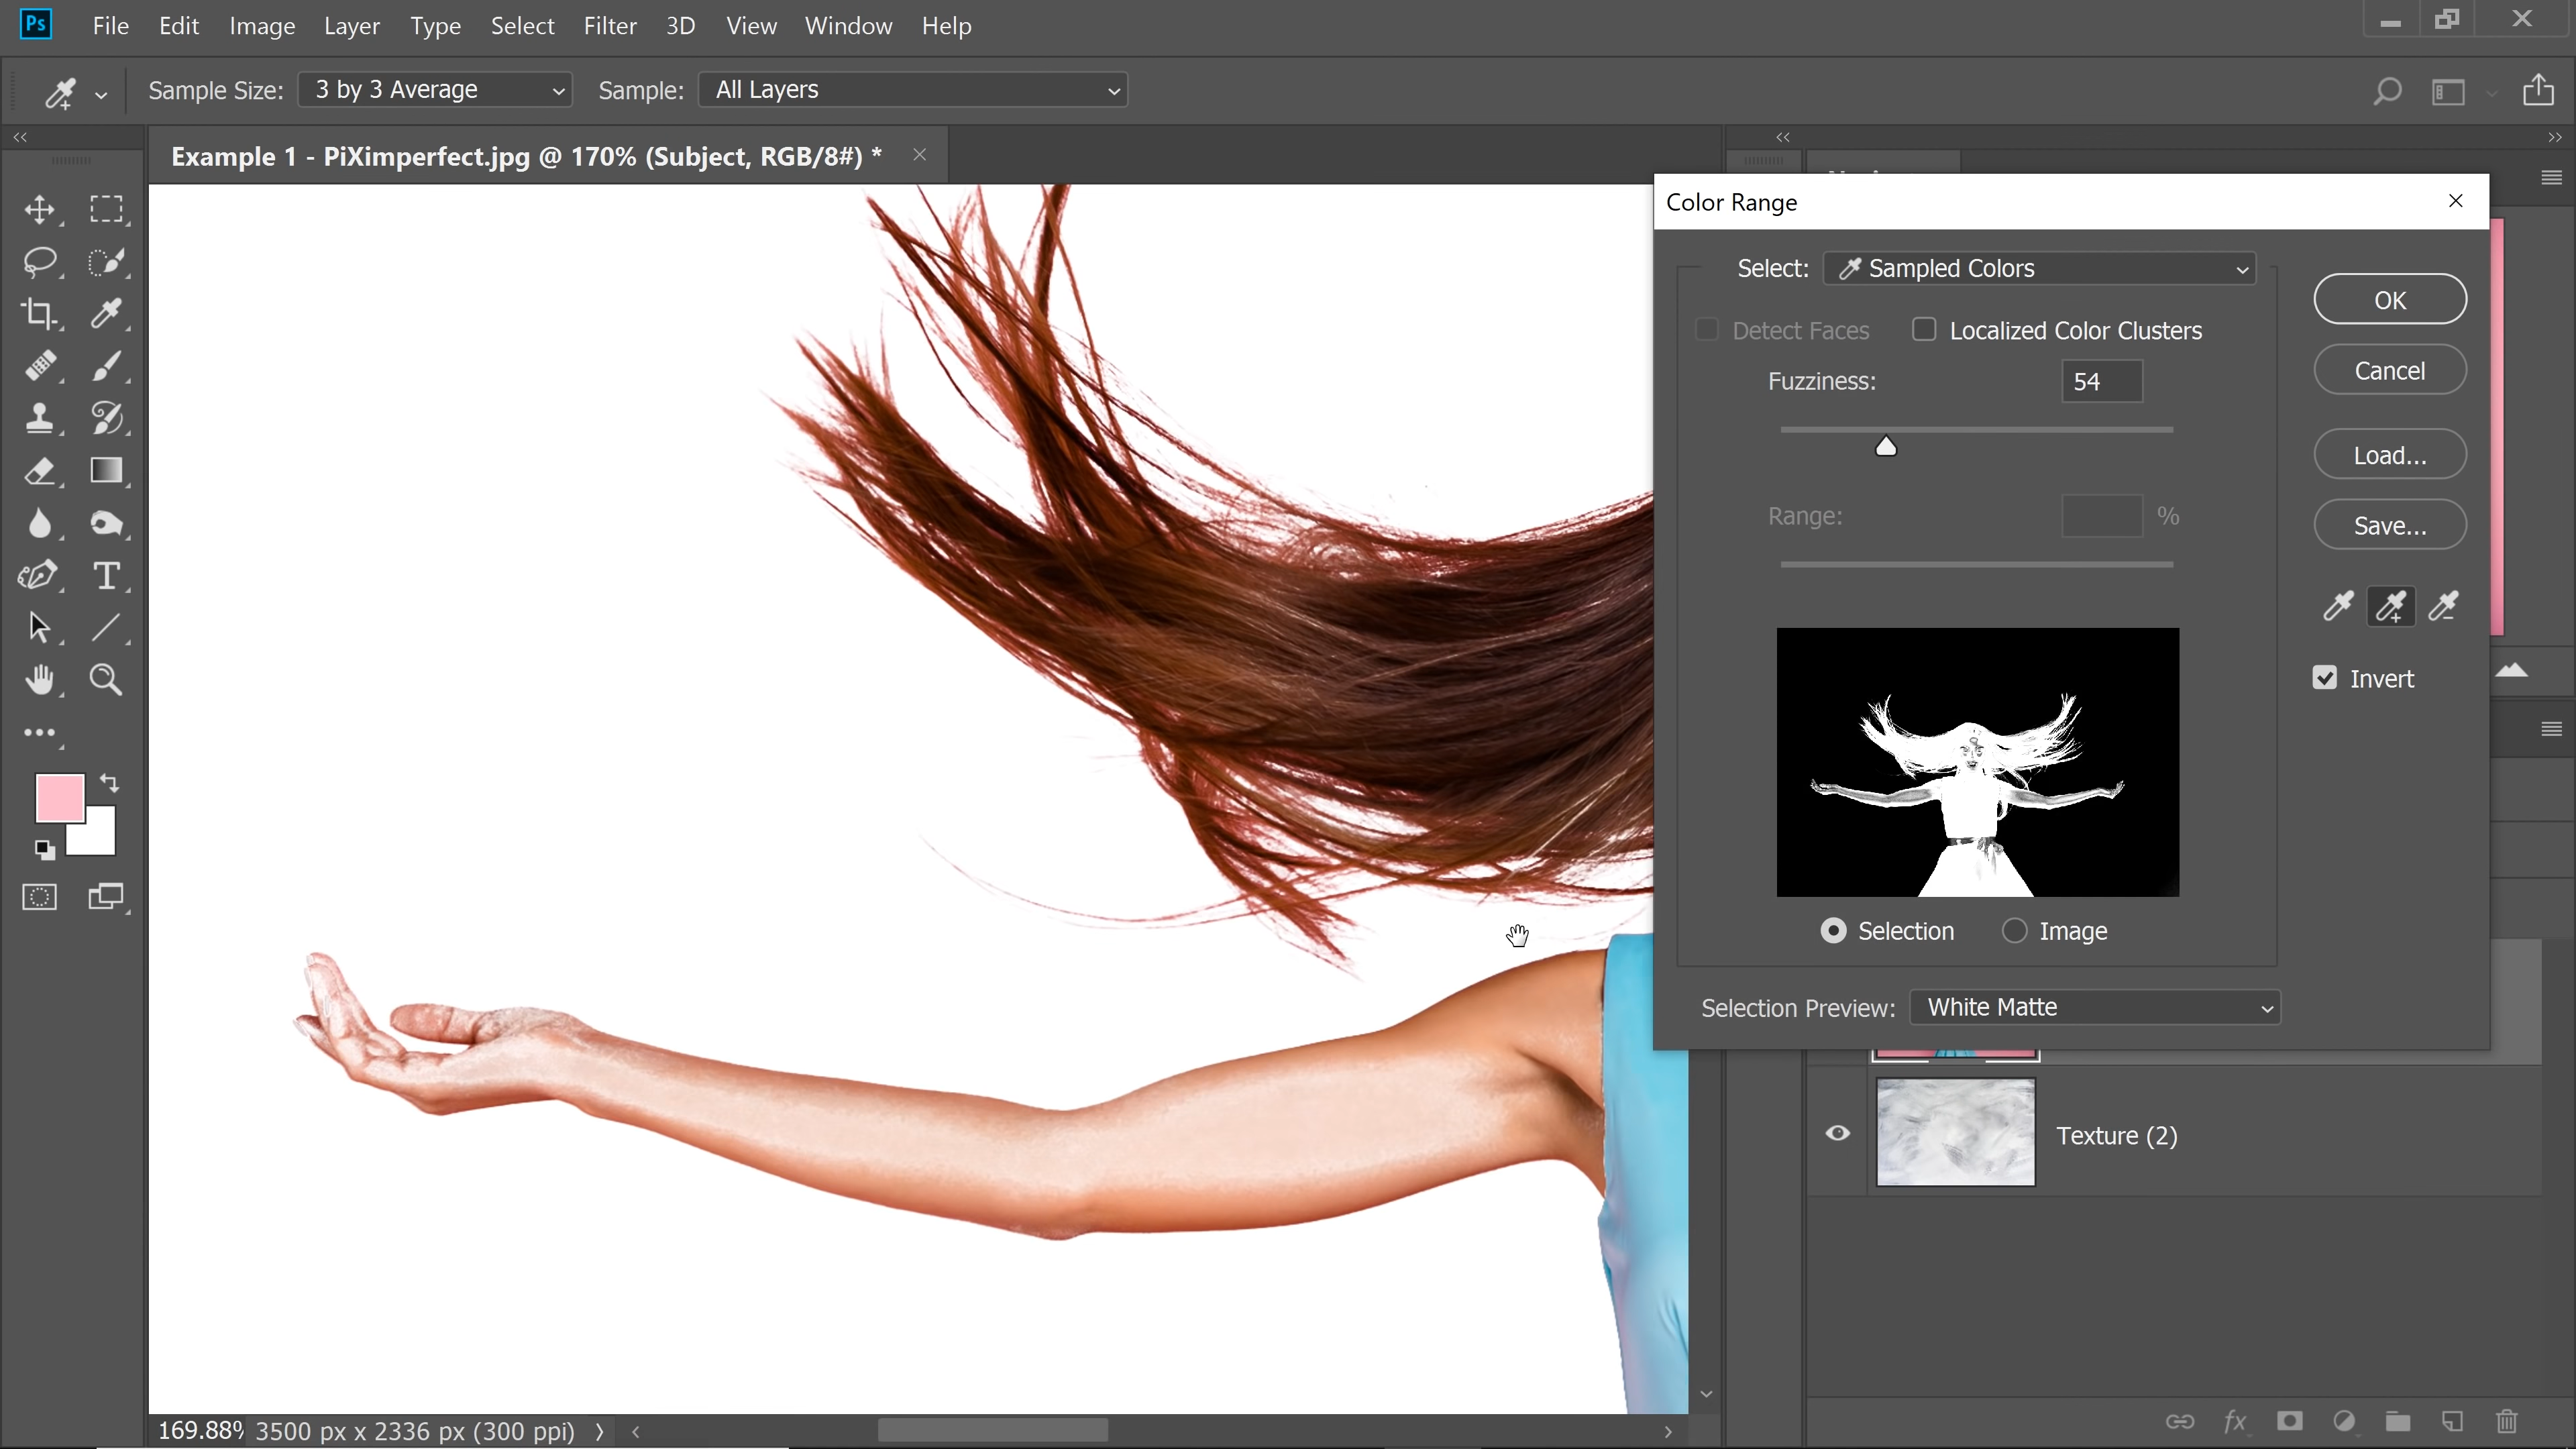 Ps File Edit Image Layer Type Select Filter 3D View Window Help
Sample Size: 3 by 3 Average Sample: All Layers
Example 1 - PiXimperfect.jpg @ 170% (Subject, RGB/8#) *
Color Range
Select: Sampled Colors
OK
Detect Faces Localized Color Clusters
Cancel
Fuzziness: 54
Load...
Range: %
Save...
Invert
Selection Image
Selection Preview: White Matte
Texture (2)
169.88% 3500 px x 2336 px (300 ppi)
fx